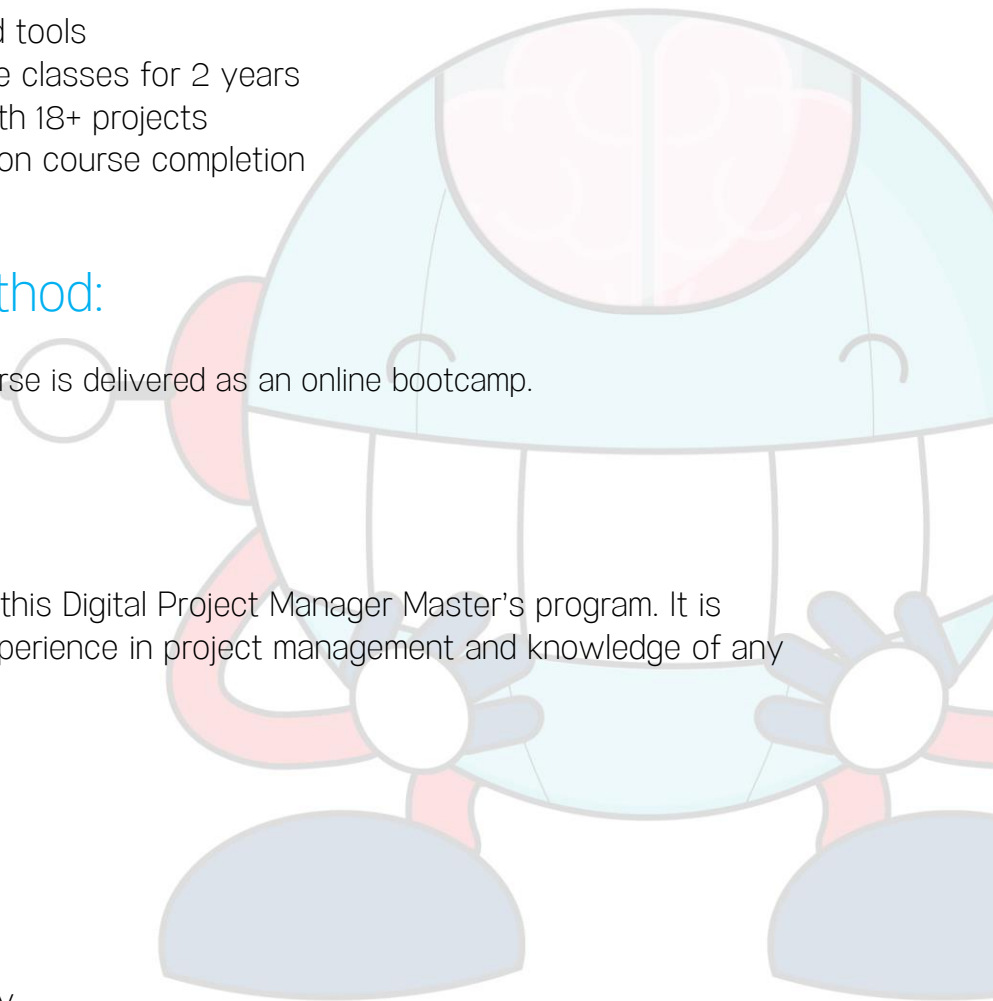 d tools
e classes for 2 years
th 18+ projects
on course completion
thod:
rse is delivered as an online bootcamp.
this Digital Project Manager Master's program. It is
perience in project management and knowledge of any